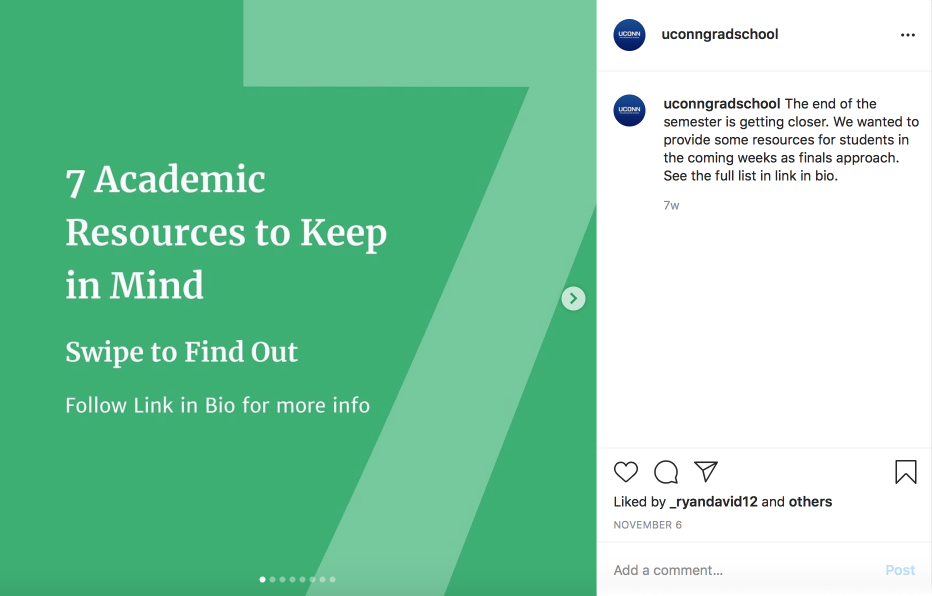 7 Academic
Resources to Keep
in Mind
Swipe to Find Out
Follow Link in Bio for more info
UCONN
uconngradschool
UCONN
uconngradschool The end of the
semester is getting closer. We wanted to
provide some resources for students in
the coming weeks as finals approach.
See the full list in link in bio.
7w
Liked by _ryandavid12 and others
NOVEMBER 6
Add a comment...
Post